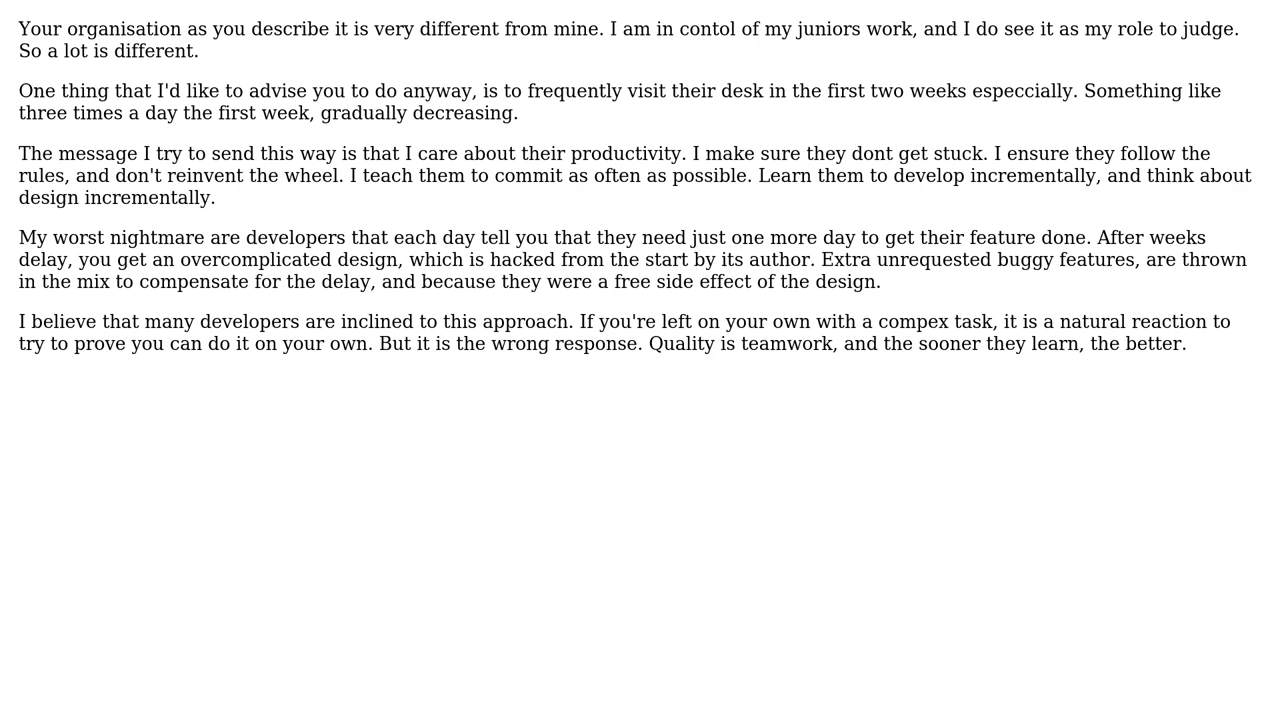 Your organisation as you describe it is very different from mine. I am in contol of my juniors work, and I do see it as my role to judge.
So a lot is different.
One thing that I'd like to advise you to do anyway, is to frequently visit their desk in the first two weeks especcially. Something like
three times a day the first week, gradually decreasing.
The message I try to send this way is that I care about their productivity. I make sure they dont get stuck. I ensure they follow the
rules, and don't reinvent the wheel. I teach them to commit as often as possible. Learn them to develop incrementally, and think about
design incrementally.
My worst nightmare are developers that each day tell you that they need just one more day to get their feature done. After weeks
delay, you get an overcomplicated design, which is hacked from the start by its author. Extra unrequested buggy features, are thrown
in the mix to compensate for the delay, and because they were a free side effect of the design.
I believe that many developers are inclined to this approach. If you're left on your own with a compex task, it is a natural reaction to
try to prove you can do it on your own. But it is the wrong response. Quality is teamwork, and the sooner they learn, the better.